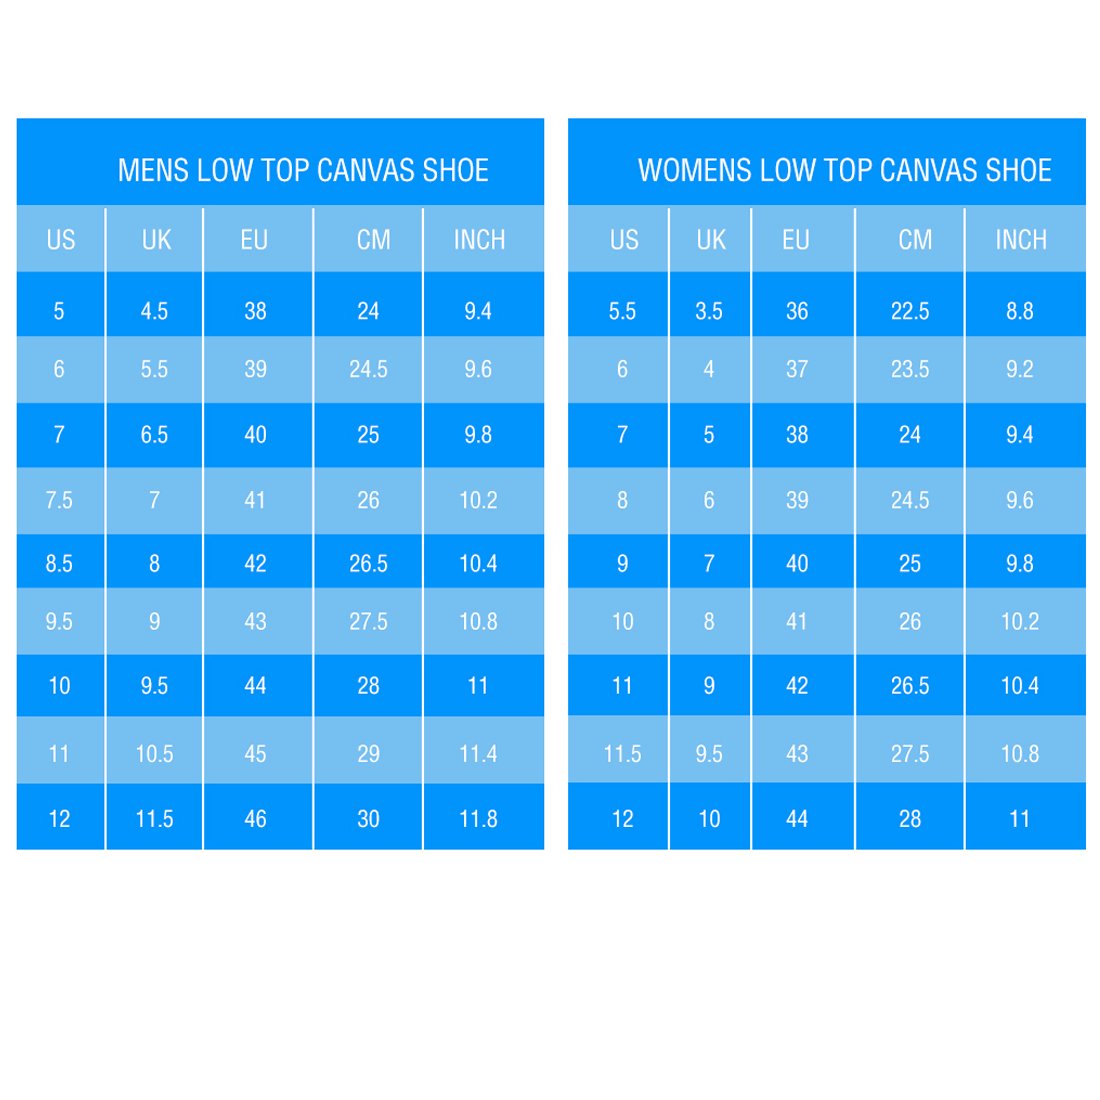 MENS LOW TOP CANVAS SHOE
US UK EU CM INCH
5 4.5 38 24 9.4
6 5.5 39 24.5 9.6
7 6.5 40 25 9.8
7.5 7 41 26 10.2
8.5 8 42 26.5 10.4
9.5 9 43 27.5 10.8
10 9.5 44 28 11
11 10.5 45 29 11.4
12 11.5 46 30 11.8
WOMENS LOW TOP CANVAS SHOE
US UK EU CM INCH
5.5 3.5 36 22.5 8.8
6 4 37 23.5 9.2
7 5 38 24 9.4
8 6 39 24.5 9.6
9 7 40 25 9.8
10 8 41 26 10.2
11 9 42 26.5 10.4
11.5 9.5 43 27.5 10.8
12 10 44 28 11